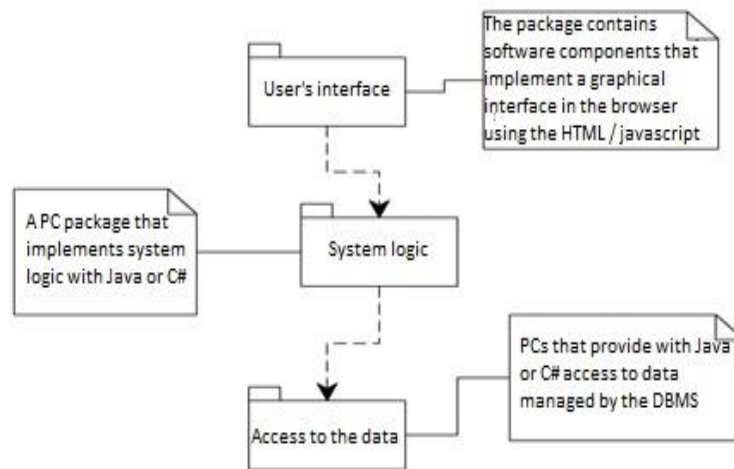 The package contains
software components that
implement a graphical
interface in the browser
using the HTML / javascript
User's interface
A PC package that
implements system
logic with Java or C#
System logic
PCs that provide with Java
or C# access to data
managed by the DBMS
Access to the data